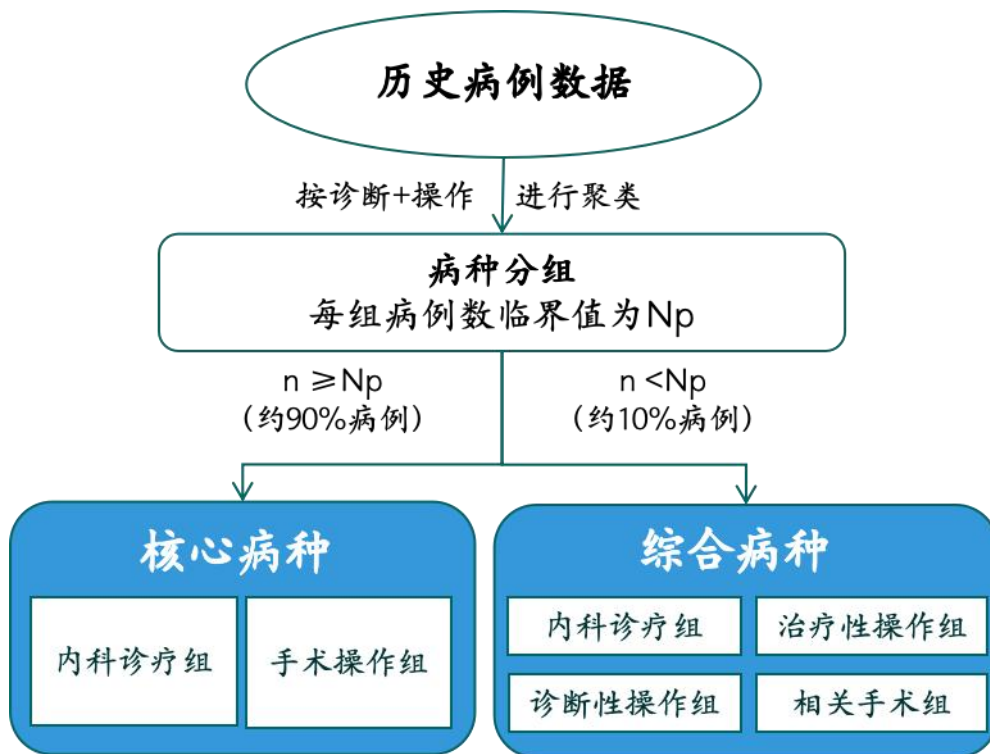 历史病例数据
按诊断+操作 进行聚类
病种分组
每组病例数临界值为Np
n ≥Np
(约90%病例)
n <Np
(约10%病例)
核心病种
内科诊疗组
手术操作组
综合病种
内科诊疗组
治疗性操作组
诊断性操作组
相关手术组